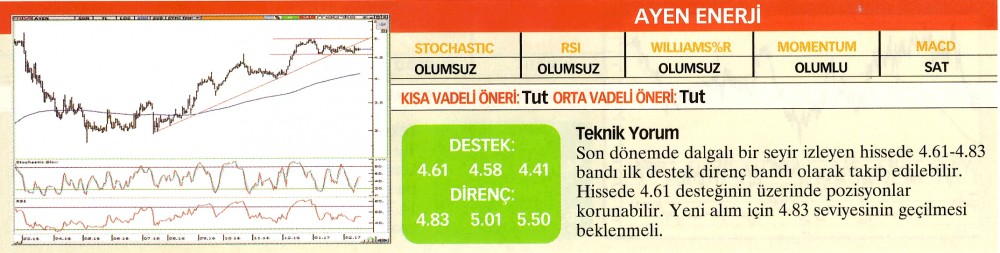 AYEN ENERJİ
STOCHASTIC RSI WILLIAMS%R MOMENTUM MACD
OLUMSUZ OLUMSUZ OLUMSUZ OLUMLU SAT
KISA VADELİ ÖNERİ: Tut ORTA VADELİ ÖNERİ: Tut
DESTEK:
4.61 4.58 4.41
DİRENÇ:
4.83 5.01 5.50
Teknik Yorum
Son dönemde dalgalı bir seyir izleyen hissede 4.61-4.83
bandı ilk destek direnç bandı olarak takip edilebilir.
Hissede 4.61 desteğinin üzerinde pozisyonlar
korunabilir. Yeni alım için 4.83 seviyesinin geçilmesi
beklenmeli.
RSI